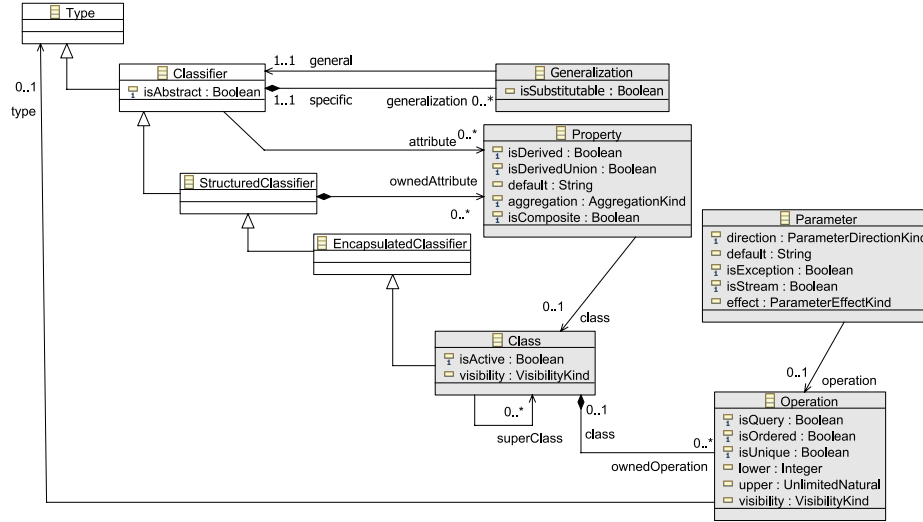 Type
Classifier
isAbstract : Boolean
1..1 general
1..1 specific
generalization 0..*
Generalization
isSubstitutable : Boolean
0..1
type
attribute
0..*
Property
isDerived : Boolean
isDerivedUnion : Boolean
default : String
aggregation : AggregationKind
isComposite : Boolean
StructuredClassifier
ownedAttribute
0..*
EncapsulatedClassifier
Parameter
direction : ParameterDirectionKind
default : String
isException : Boolean
isStream : Boolean
effect : ParameterEffectKind
0..1
class
Class
isActive : Boolean
visibility : VisibilityKind
0..*
superClass
0..1
class
0..1
operation
0..*
ownedOperation
Operation
isQuery : Boolean
isOrdered : Boolean
isUnique : Boolean
lower : Integer
upper : UnlimitedNatural
visibility : VisibilityKind